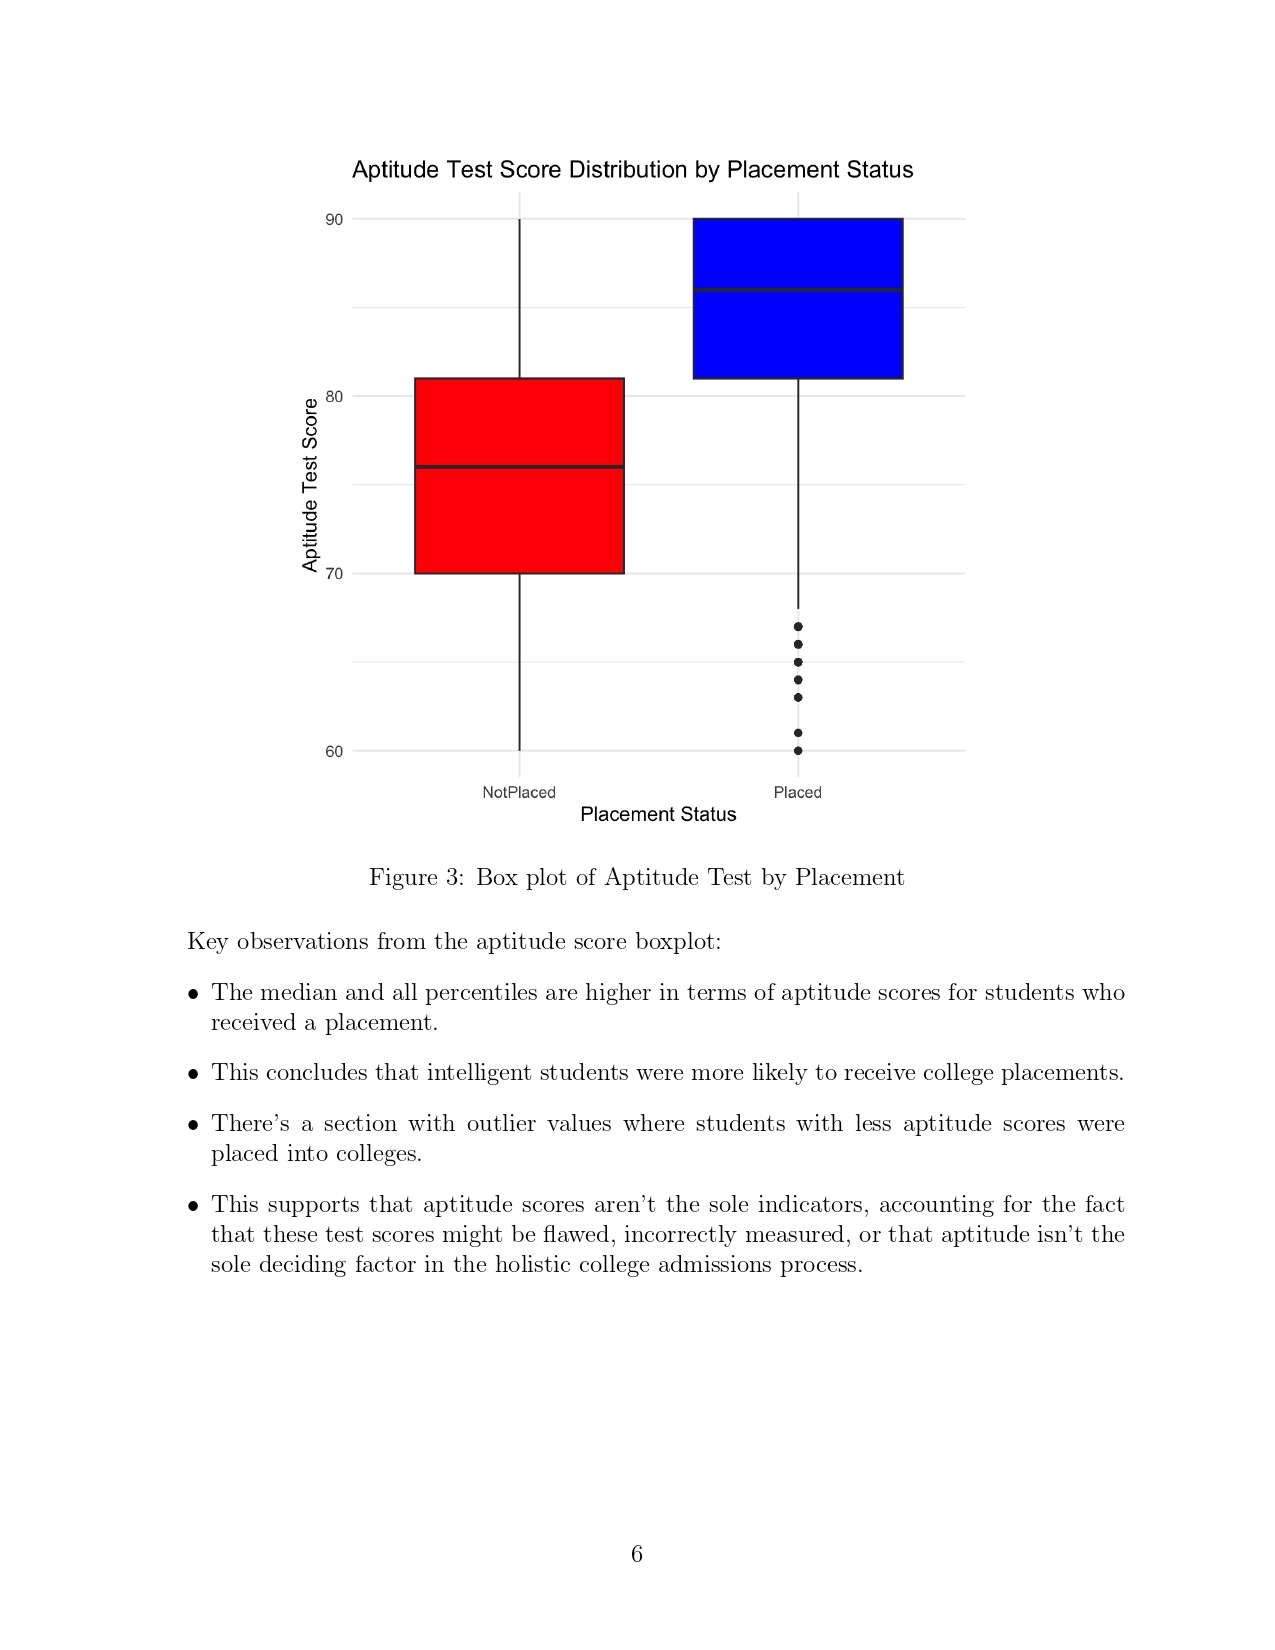 Aptitude Test Score Distribution by Placement Status
90
80
70
60
Aptitude Test Score
NotPlaced
Placed
Placement Status
Figure 3: Box plot of Aptitude Test by Placement
Key observations from the aptitude score boxplot:
• The median and all percentiles are higher in terms of aptitude scores for students who
received a placement.
• This concludes that intelligent students were more likely to receive college placements.
• There's a section with outlier values where students with less aptitude scores were
placed into colleges.
• This supports that aptitude scores aren't the sole indicators, accounting for the fact
that these test scores might be flawed, incorrectly measured, or that aptitude isn't the
sole deciding factor in the holistic college admissions process.
6